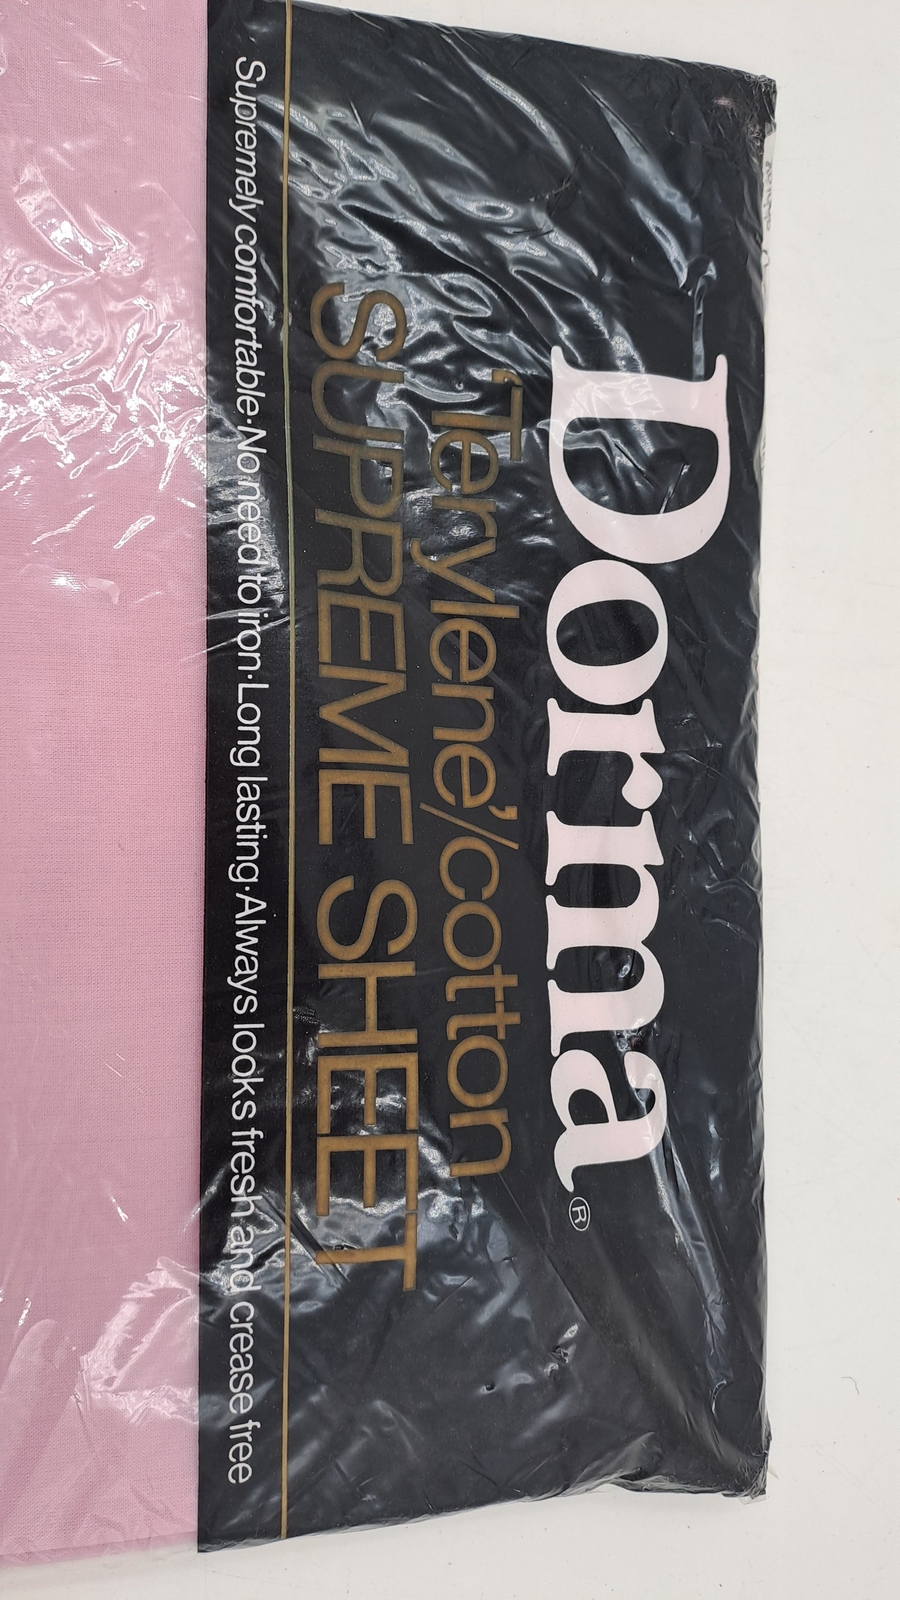 Dorma®
'Terylene'/cotton
SUPREME SHEET
Supremely comfortable·No need to iron·Long lasting·Always looks fresh and crease free